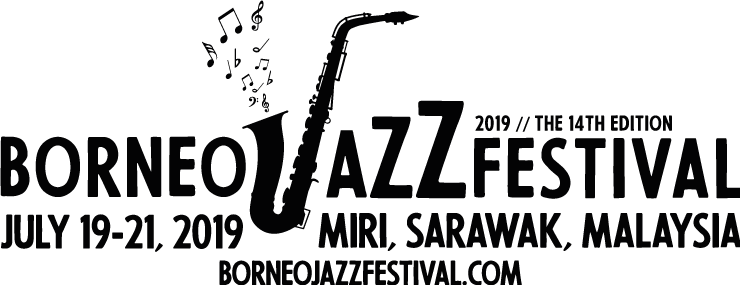 2019 // THE 14TH EDITION
BORNEO JAZZ FESTIVAL
JULY 19-21, 2019 MIRI, SARAWAK, MALAYSIA
BORNEOJAZZFESTIVAL.COM